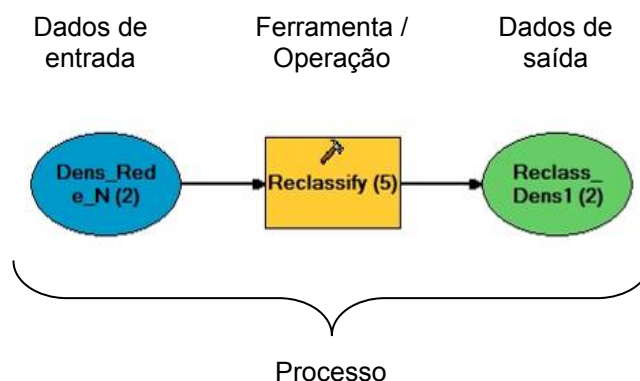 Dados de
entrada
Ferramenta /
Operação
Dados de
saída
Dens_Red
e_N (2)
Reclassify (5)
Reclass_
Dens1 (2)
Processo